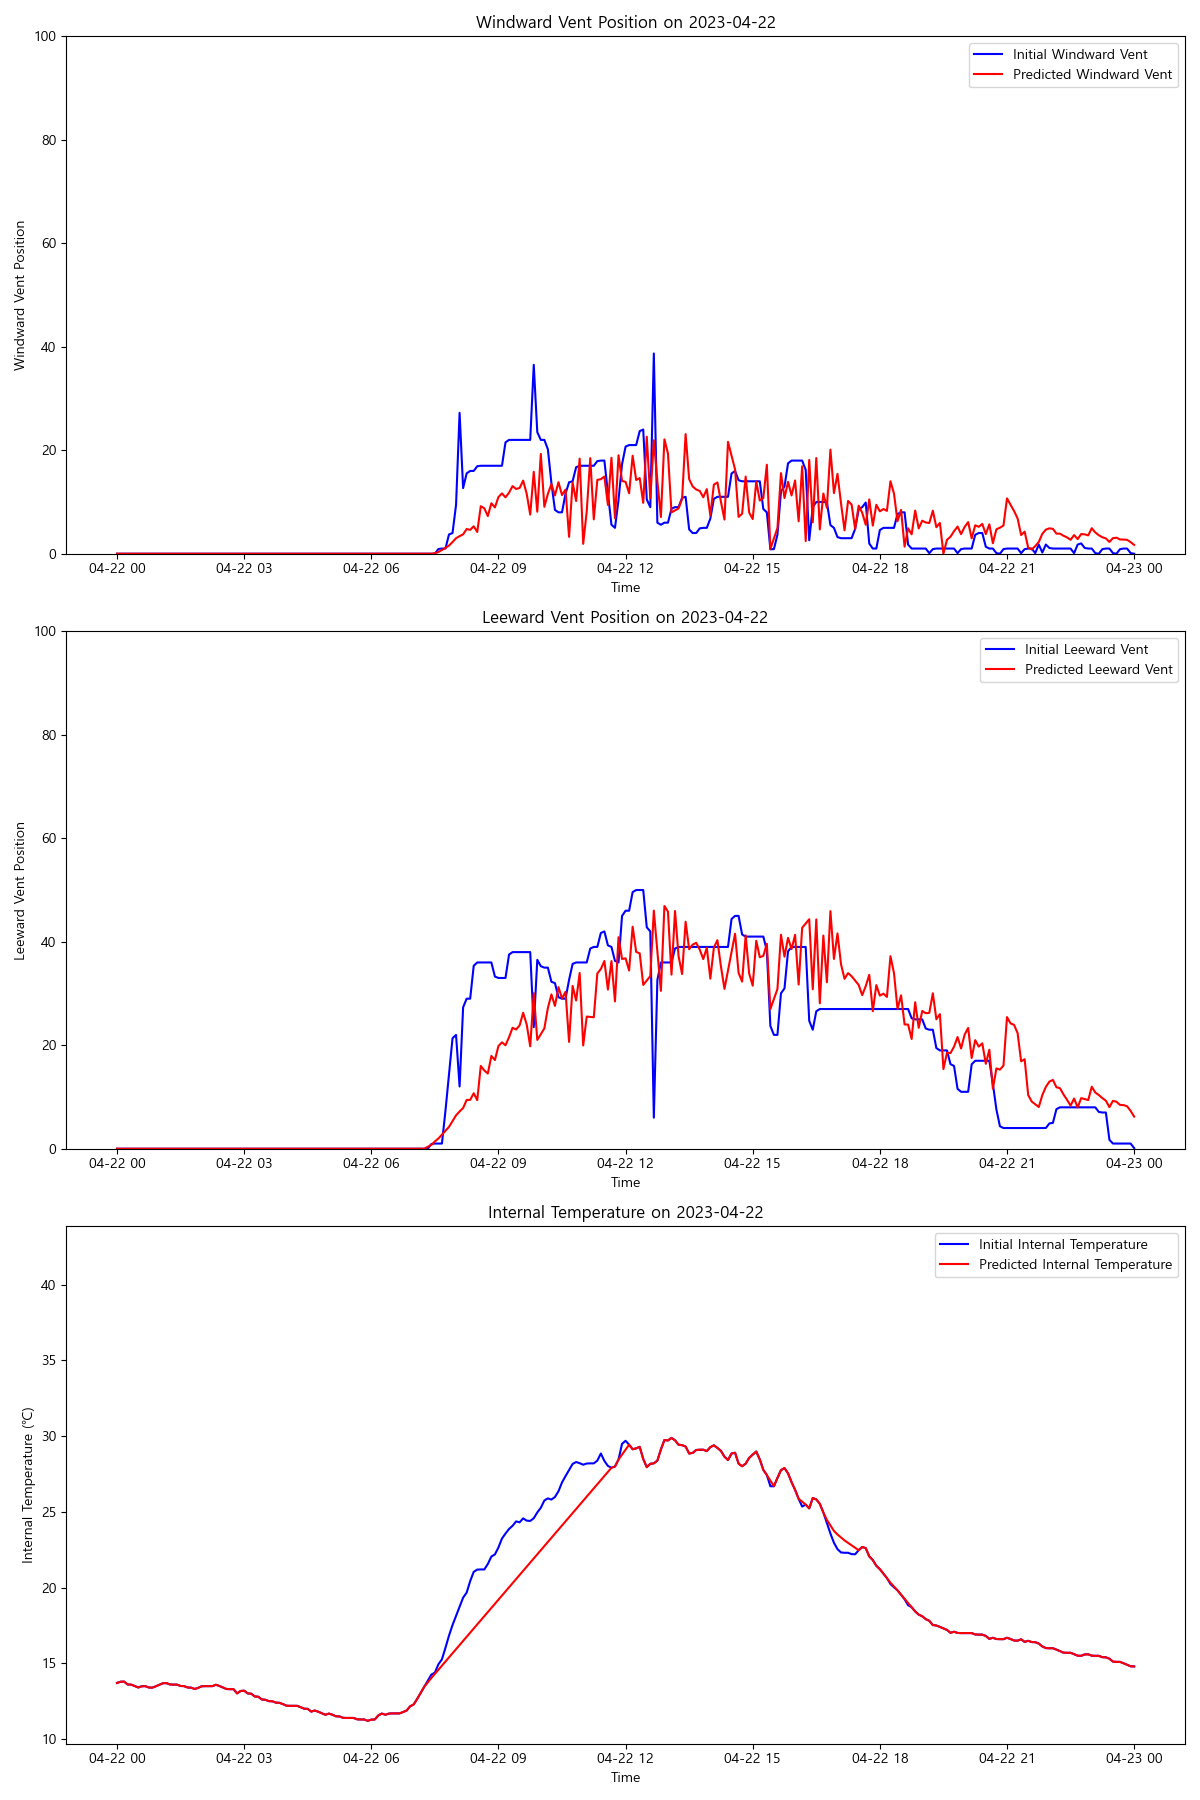 Windward Vent Position on 2023-04-22
Initial Windward Vent
Predicted Windward Vent
Windward Vent Position
100
80
60
40
20
0
04-22 00 04-22 03 04-22 06 04-22 09 04-22 12 04-22 15 04-22 18 04-22 21 04-23 00
Time
Leeward Vent Position on 2023-04-22
Initial Leeward Vent
Predicted Leeward Vent
Leeward Vent Position
100
80
60
40
20
0
04-22 00 04-22 03 04-22 06 04-22 09 04-22 12 04-22 15 04-22 18 04-22 21 04-23 00
Time
Internal Temperature on 2023-04-22
Initial Internal Temperature
Predicted Internal Temperature
Internal Temperature (℃)
40
35
30
25
20
15
10
04-22 00 04-22 03 04-22 06 04-22 09 04-22 12 04-22 15 04-22 18 04-22 21 04-23 00
Time